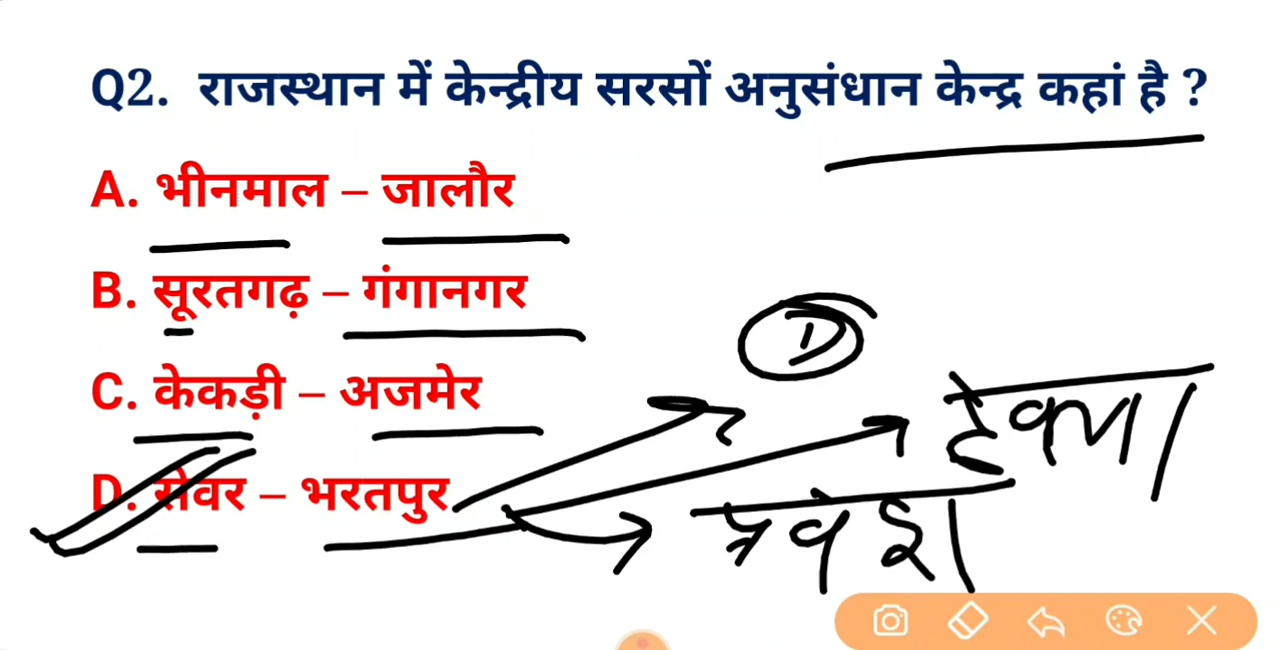 Q2. राजस्थान में केन्द्रीय सरसों अनुसंधान केन्द्र कहां है ?
A. भीनमाल – जालौर
B. सूरतगढ़ – गंगानगर
C. केकड़ी – अजमेर
D. सेवर – भरतपुर
D
प्रवेश